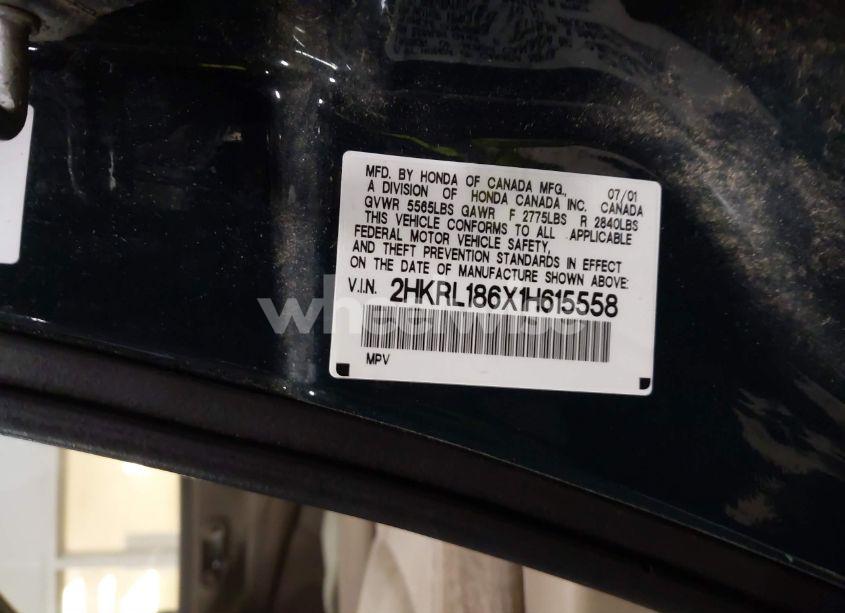 MFD. BY HONDA OF CANADA MFG., 07/01
A DIVISION OF HONDA CANADA INC. CANADA
GVWR 5565LBS GAWR F 2775LBS R 2840LBS
THIS VEHICLE CONFORMS TO ALL APPLICABLE
FEDERAL MOTOR VEHICLE SAFETY,
AND THEFT PREVENTION STANDARDS IN EFFECT
ON THE DATE OF MANUFACTURE SHOWN ABOVE:
V.I.N. 2HKRL186X1H615558
wheelwise
MPV